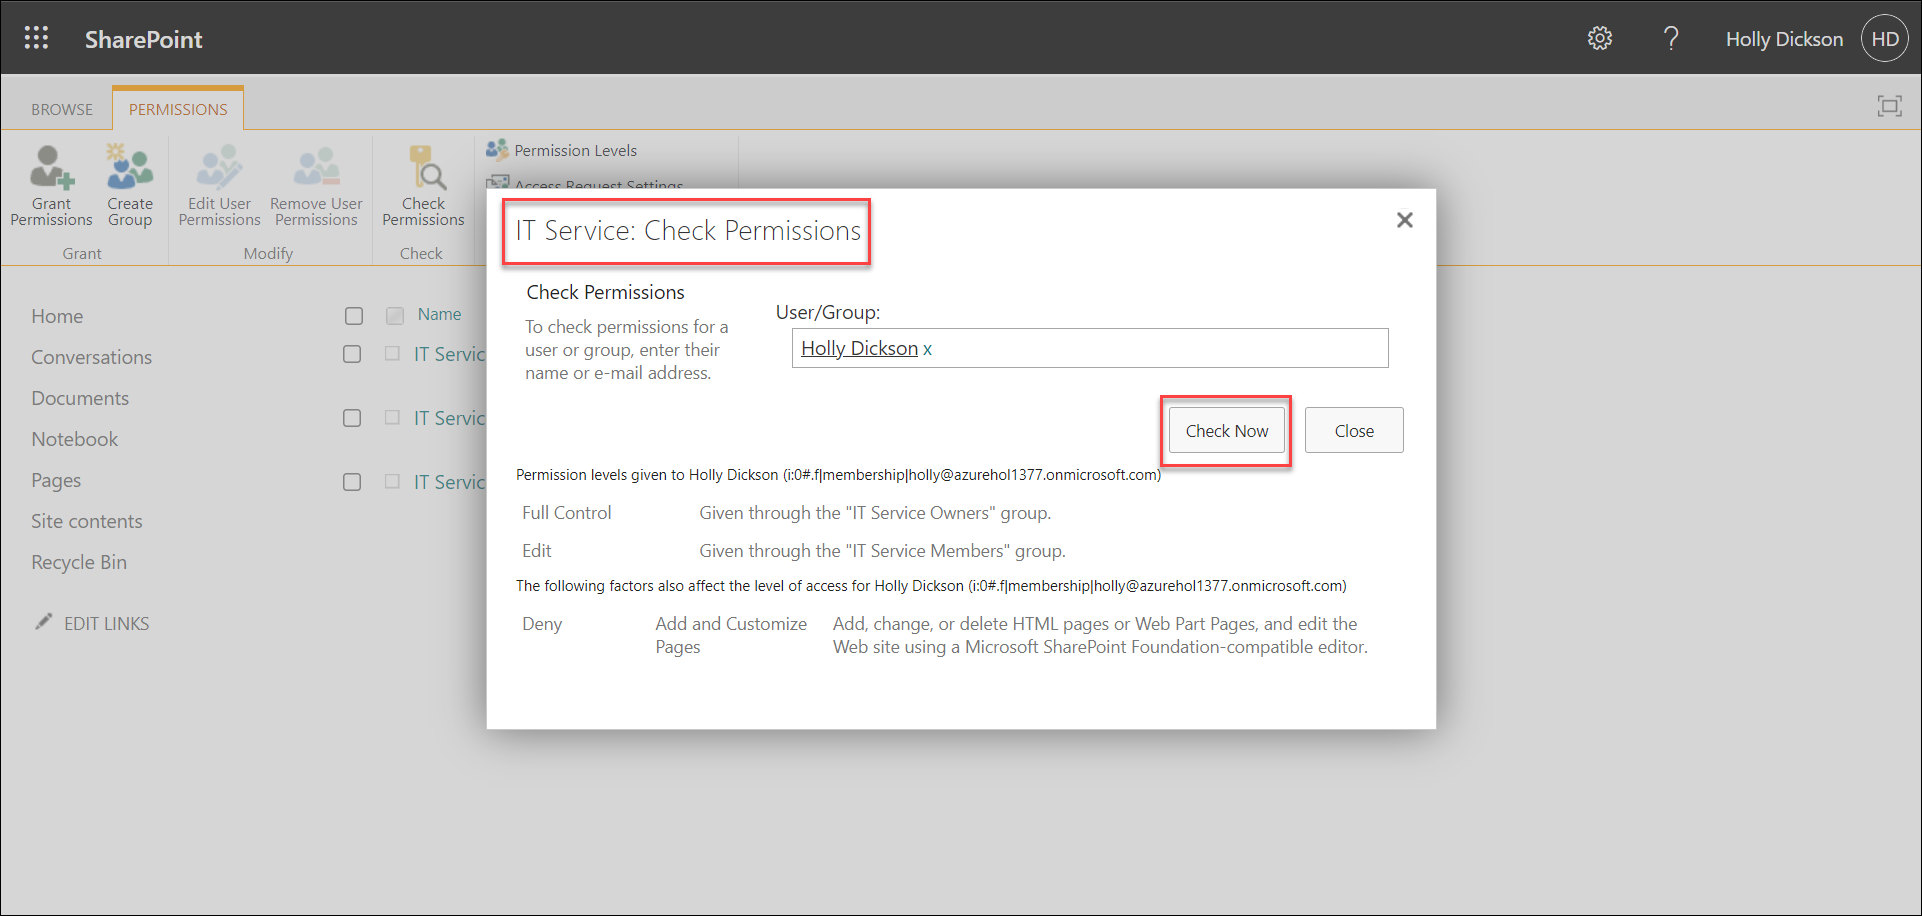 SharePoint
?
Holly Dickson
HD
BROWSE
PERMISSIONS
Grant
Permissions
Create
Group
Edit User
Permissions
Remove User
Permissions
Check
Permissions
Permission Levels
Access Request Settings
Grant
Modify
Check
Home
Conversations
Documents
Notebook
Pages
Site contents
Recycle Bin
EDIT LINKS
Name
IT Servic
IT Servic
IT Servic
IT Service: Check Permissions
Check Permissions
To check permissions for a
user or group, enter their
name or e-mail address.
User/Group:
Holly Dickson x
Check Now
Close
Permission levels given to Holly Dickson (i:0#.f|membership|holly@azurehol1377.onmicrosoft.com)
Full Control Given through the "IT Service Owners" group.
Edit Given through the "IT Service Members" group.
The following factors also affect the level of access for Holly Dickson (i:0#.f|membership|holly@azurehol1377.onmicrosoft.com)
Deny
Add and Customize
Pages
Add, change, or delete HTML pages or Web Part Pages, and edit the
Web site using a Microsoft SharePoint Foundation-compatible editor.